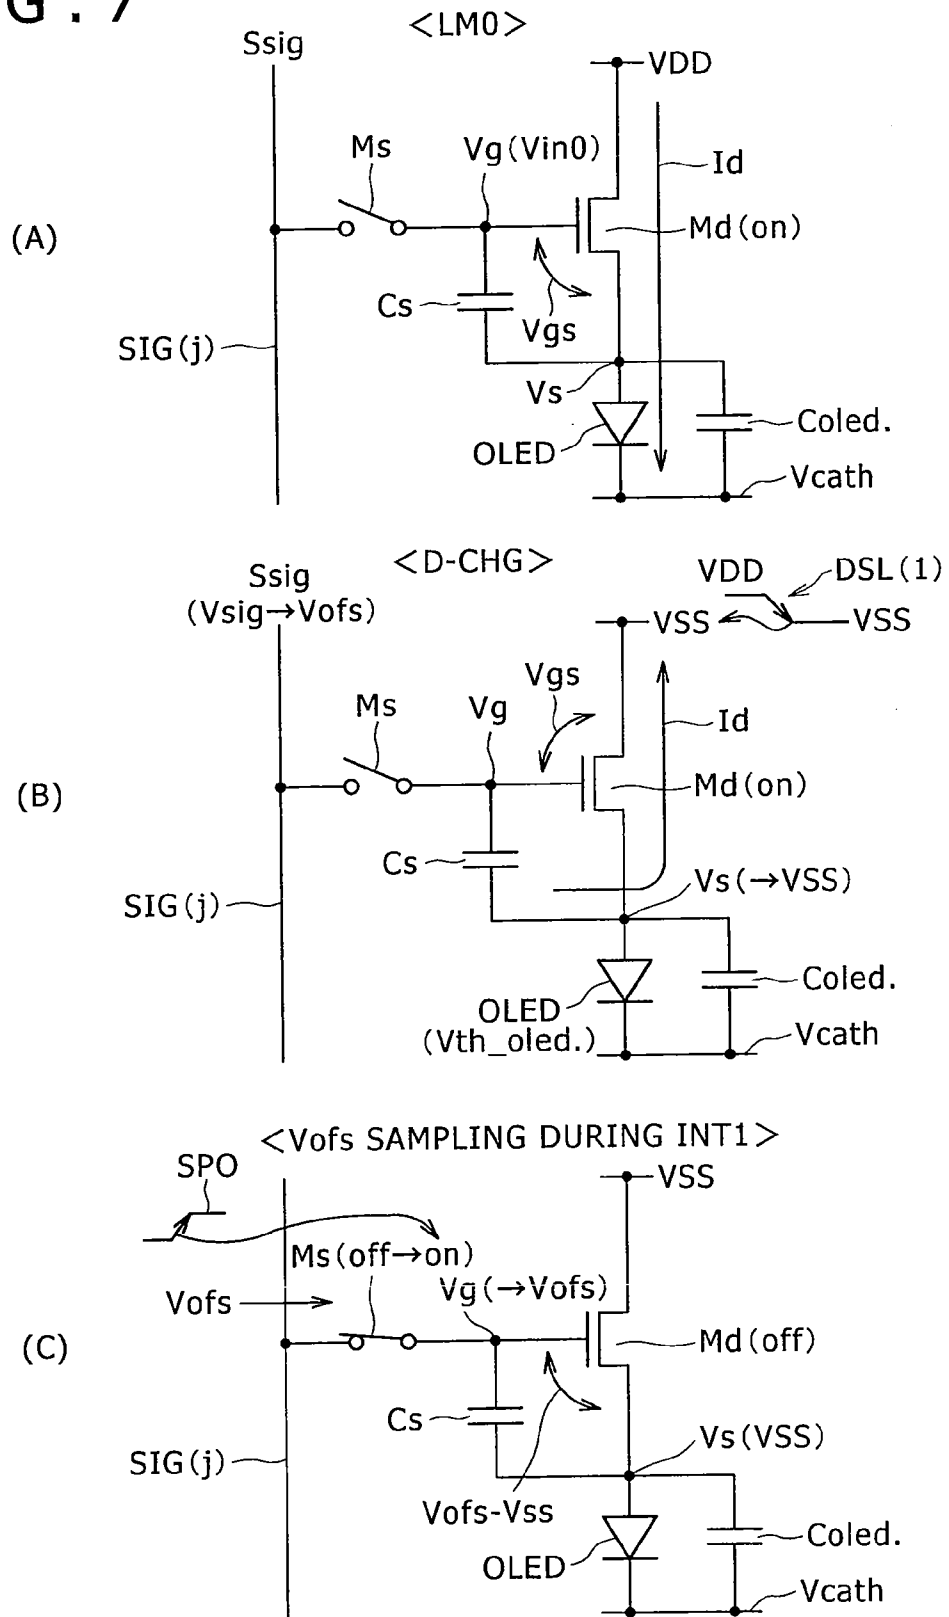 G . 7
<LM0>
Ssig
VDD
Ms
Vg(Vin0)
Id
(A)
Md(on)
Cs
Vgs
SIG(j)
Vs
Coled.
OLED
Vcath
<D-CHG>
Ssig
(Vsig→Vofs)
VDD
DSL(1)
VSS
VSS
Vgs
Ms
Vg
Id
(B)
Md(on)
Cs
Vs(→VSS)
SIG(j)
OLED
(Vth_oled.)
Coled.
Vcath
<Vofs SAMPLING DURING INT1>
SPO
VSS
Ms(off→on)
Vg(→Vofs)
Vofs
(C)
Md(off)
Cs
Vs(VSS)
SIG(j)
Vofs-Vss
OLED
Coled.
Vcath